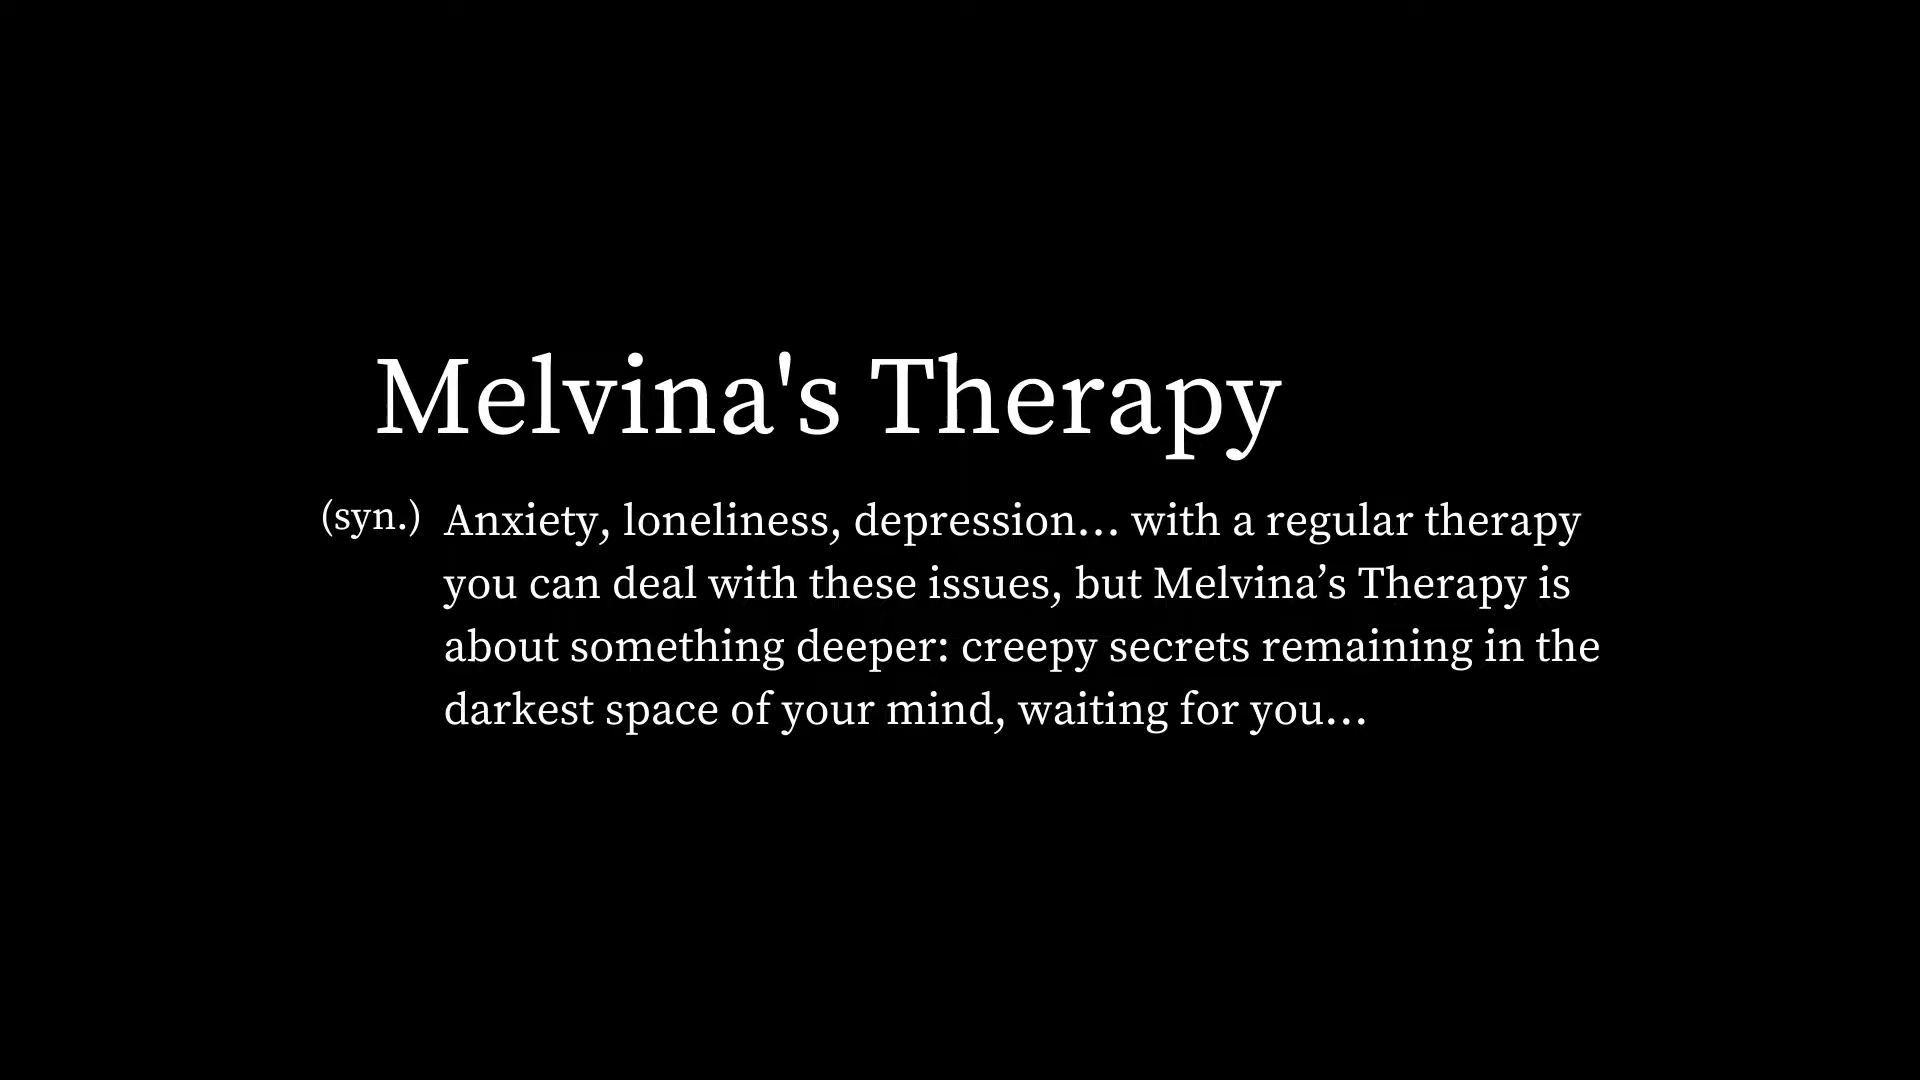 Melvina's Therapy
(syn.) Anxiety, loneliness, depression… with a regular therapy
you can deal with these issues, but Melvina’s Therapy is
about something deeper: creepy secrets remaining in the
darkest space of your mind, waiting for you…